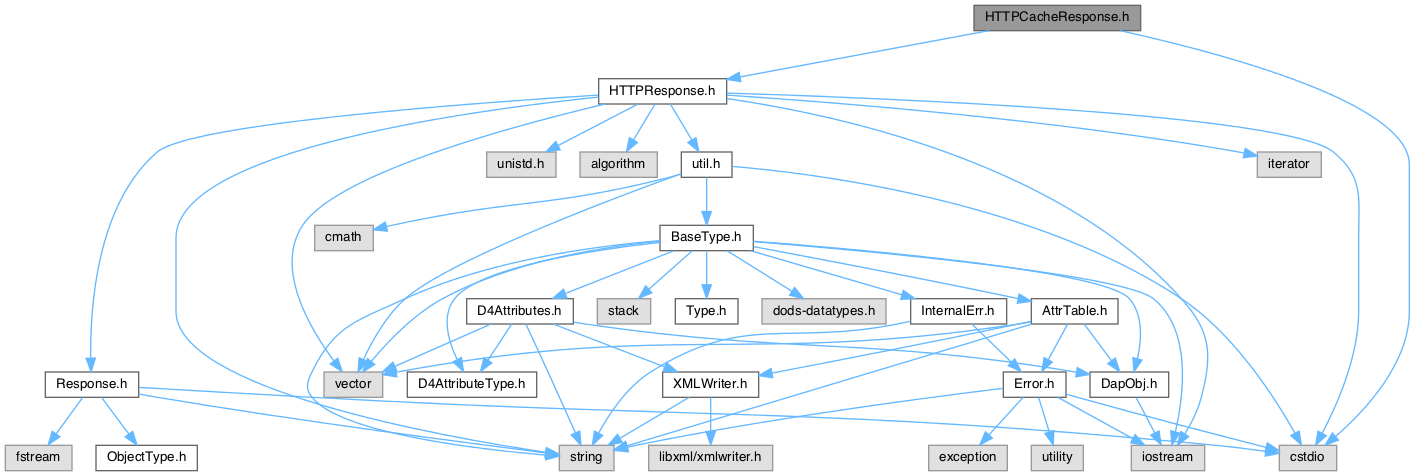 HTTPCacheResponse.h
HTTPResponse.h
unistd.h
algorithm
util.h
iterator
cmath
BaseType.h
D4Attributes.h
stack
Type.h
dods-datatypes.h
InternalErr.h
AttrTable.h
Response.h
vector
D4AttributeType.h
XMLWriter.h
Error.h
DapObj.h
fstream
ObjectType.h
string
libxml/xmlwriter.h
exception
utility
iostream
cstdio